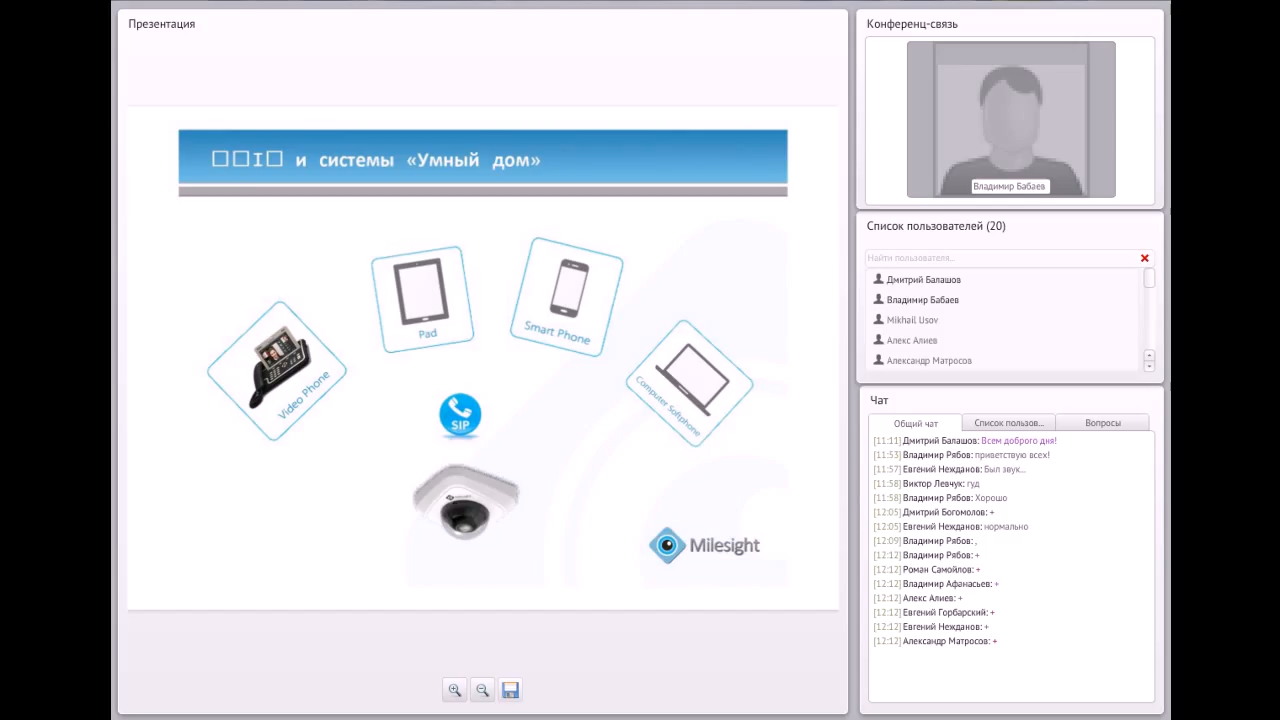 Презентация
□□I□ и системы «Умный дом»
Video Phone
Pad
Smart Phone
Computer Softphone
SIP
Milesight
Конференц-связь
Владимир Бабаев
Список пользователей (20)
Найти пользователя...
Дмитрий Балашов
Владимир Бабаев
Mikhail Usov
Алекс Алиев
Александр Матросов
Чат
Общий чат
Список пользов...
Вопросы
[11:11] Дмитрий Балашов: Всем доброго дня!
[11:53] Владимир Рябов: приветствую всех!
[11:57] Евгений Нежданов: Был звук...
[11:58] Виктор Левчук: гуд
[11:58] Владимир Рябов: Хорошо
[12:05] Дмитрий Богомолов: +
[12:05] Евгений Нежданов: нормально
[12:09] Владимир Рябов: ,
[12:12] Владимир Рябов: +
[12:12] Роман Самойлов: +
[12:12] Владимир Афанасьев: +
[12:12] Алекс Алиев: +
[12:12] Евгений Горбарский: +
[12:12] Евгений Нежданов: +
[12:12] Александр Матросов: +